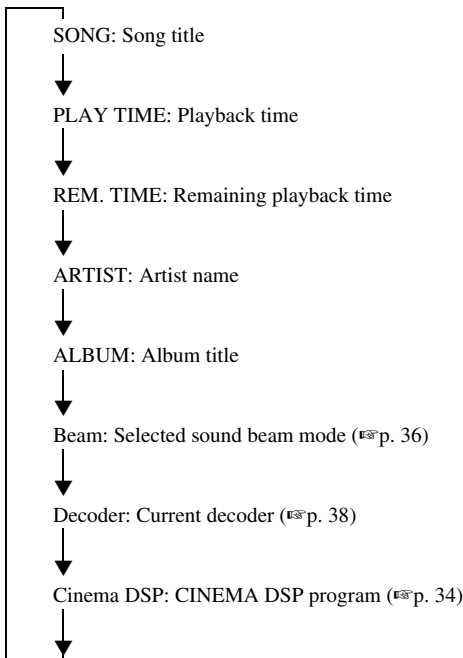 SONG: Song title
PLAY TIME: Playback time
REM. TIME: Remaining playback time
ARTIST: Artist name
ALBUM: Album title
Beam: Selected sound beam mode (☞p. 36)
Decoder: Current decoder (☞p. 38)
Cinema DSP: CINEMA DSP program (☞p. 34)